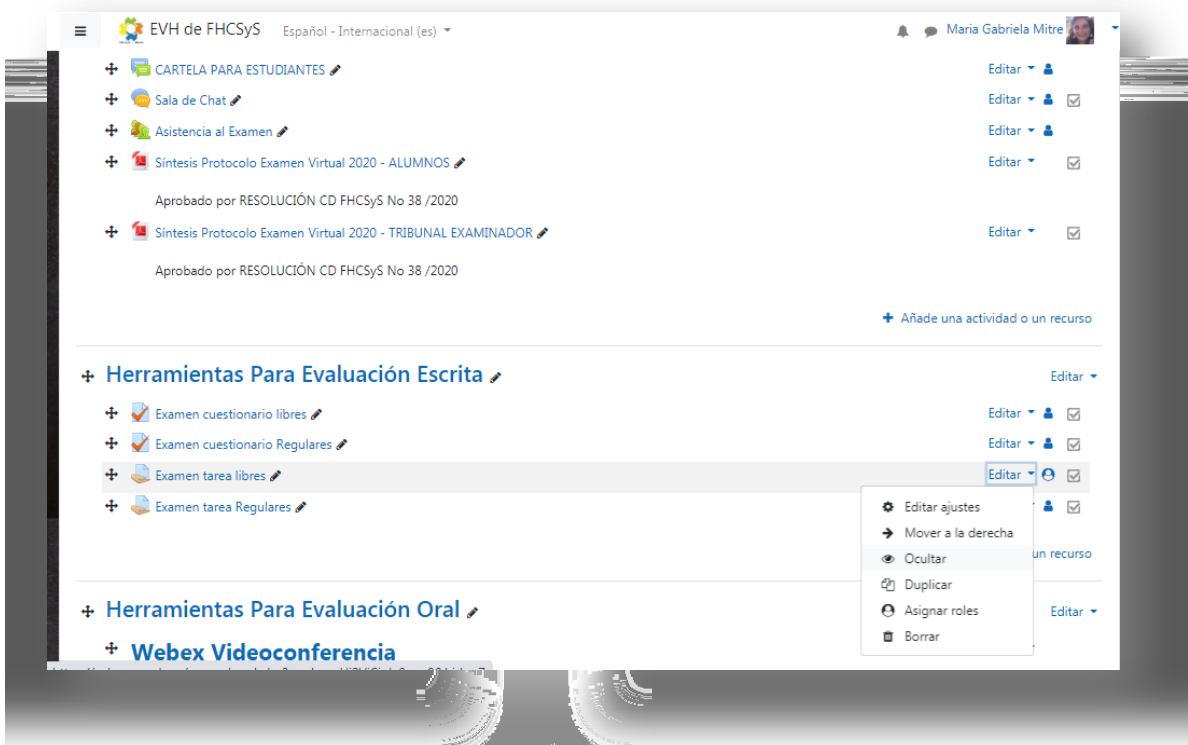 EVH de FHCSyS Español - Internacional (es) Maria Gabriela Mitre
CARTELA PARA ESTUDIANTES Editar
Sala de Chat Editar
Asistencia al Examen Editar
Síntesis Protocolo Examen Virtual 2020 - ALUMNOS Editar
Aprobado por RESOLUCIÓN CD FHCSyS No 38 /2020
Síntesis Protocolo Examen Virtual 2020 - TRIBUNAL EXAMINADOR Editar
Aprobado por RESOLUCIÓN CD FHCSyS No 38 /2020
Añade una actividad o un recurso
Herramientas Para Evaluación Escrita Editar
Examen cuestionario libres Editar
Examen cuestionario Regulares Editar
Examen tarea libres Editar
Examen tarea Regulares
Editar ajustes
Mover a la derecha
Ocultar
un recurso
Duplicar
Asignar roles
Borrar
Herramientas Para Evaluación Oral Editar
Webex Videoconferencia